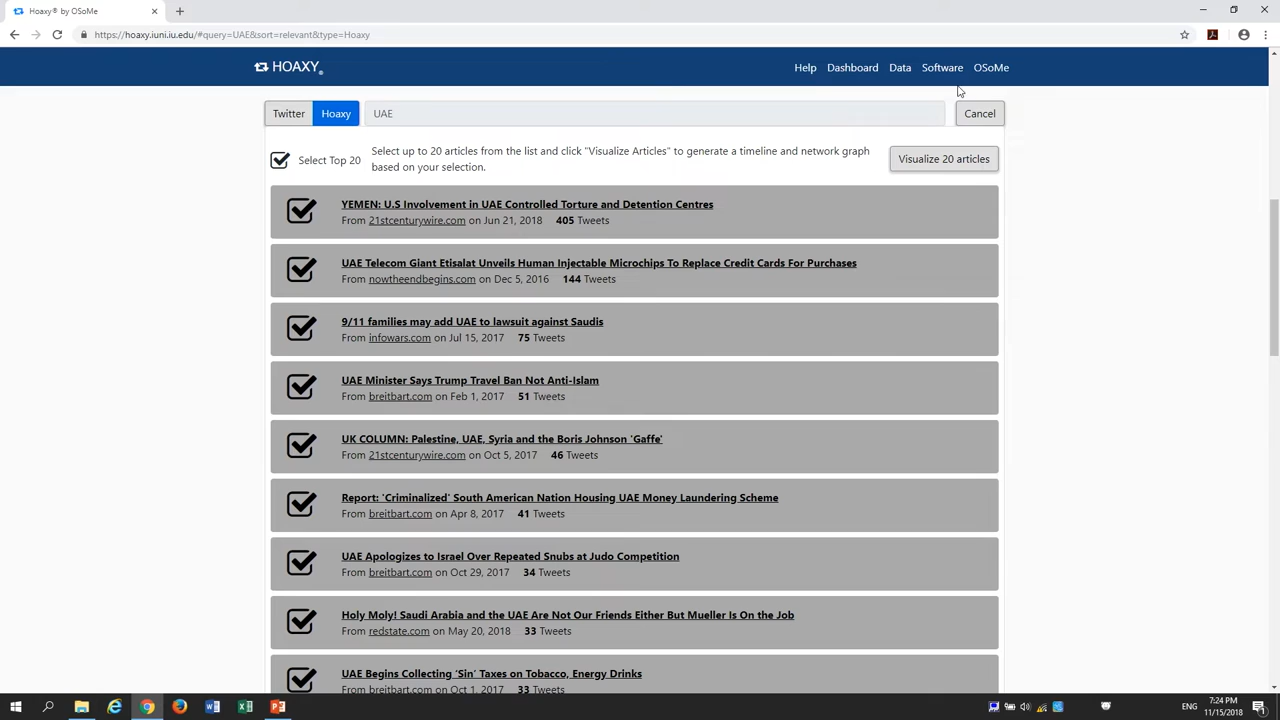 Hoaxy® by OSoMe
https://hoaxy.iuni.iu.edu/#query=UAE&sort=relevant&type=Hoaxy
HOAXY®
Help Dashboard Data Software OSoMe
Twitter Hoaxy UAE Cancel
Select Top 20
Select up to 20 articles from the list and click "Visualize Articles" to generate a timeline and network graph
based on your selection.
Visualize 20 articles
YEMEN: U.S Involvement in UAE Controlled Torture and Detention Centres
From 21stcenturywire.com on Jun 21, 2018 405 Tweets
UAE Telecom Giant Etisalat Unveils Human Injectable Microchips To Replace Credit Cards For Purchases
From nowtheendbegins.com on Dec 5, 2016 144 Tweets
9/11 families may add UAE to lawsuit against Saudis
From infowars.com on Jul 15, 2017 75 Tweets
UAE Minister Says Trump Travel Ban Not Anti-Islam
From breitbart.com on Feb 1, 2017 51 Tweets
UK COLUMN: Palestine, UAE, Syria and the Boris Johnson 'Gaffe'
From 21stcenturywire.com on Oct 5, 2017 46 Tweets
Report: 'Criminalized' South American Nation Housing UAE Money Laundering Scheme
From breitbart.com on Apr 8, 2017 41 Tweets
UAE Apologizes to Israel Over Repeated Snubs at Judo Competition
From breitbart.com on Oct 29, 2017 34 Tweets
Holy Moly! Saudi Arabia and the UAE Are Not Our Friends Either But Mueller Is On the Job
From redstate.com on May 20, 2018 33 Tweets
UAE Begins Collecting ‘Sin’ Taxes on Tobacco, Energy Drinks
From breitbart.com on Oct 1, 2017 33 Tweets
ENG
7:24 PM
11/15/2018